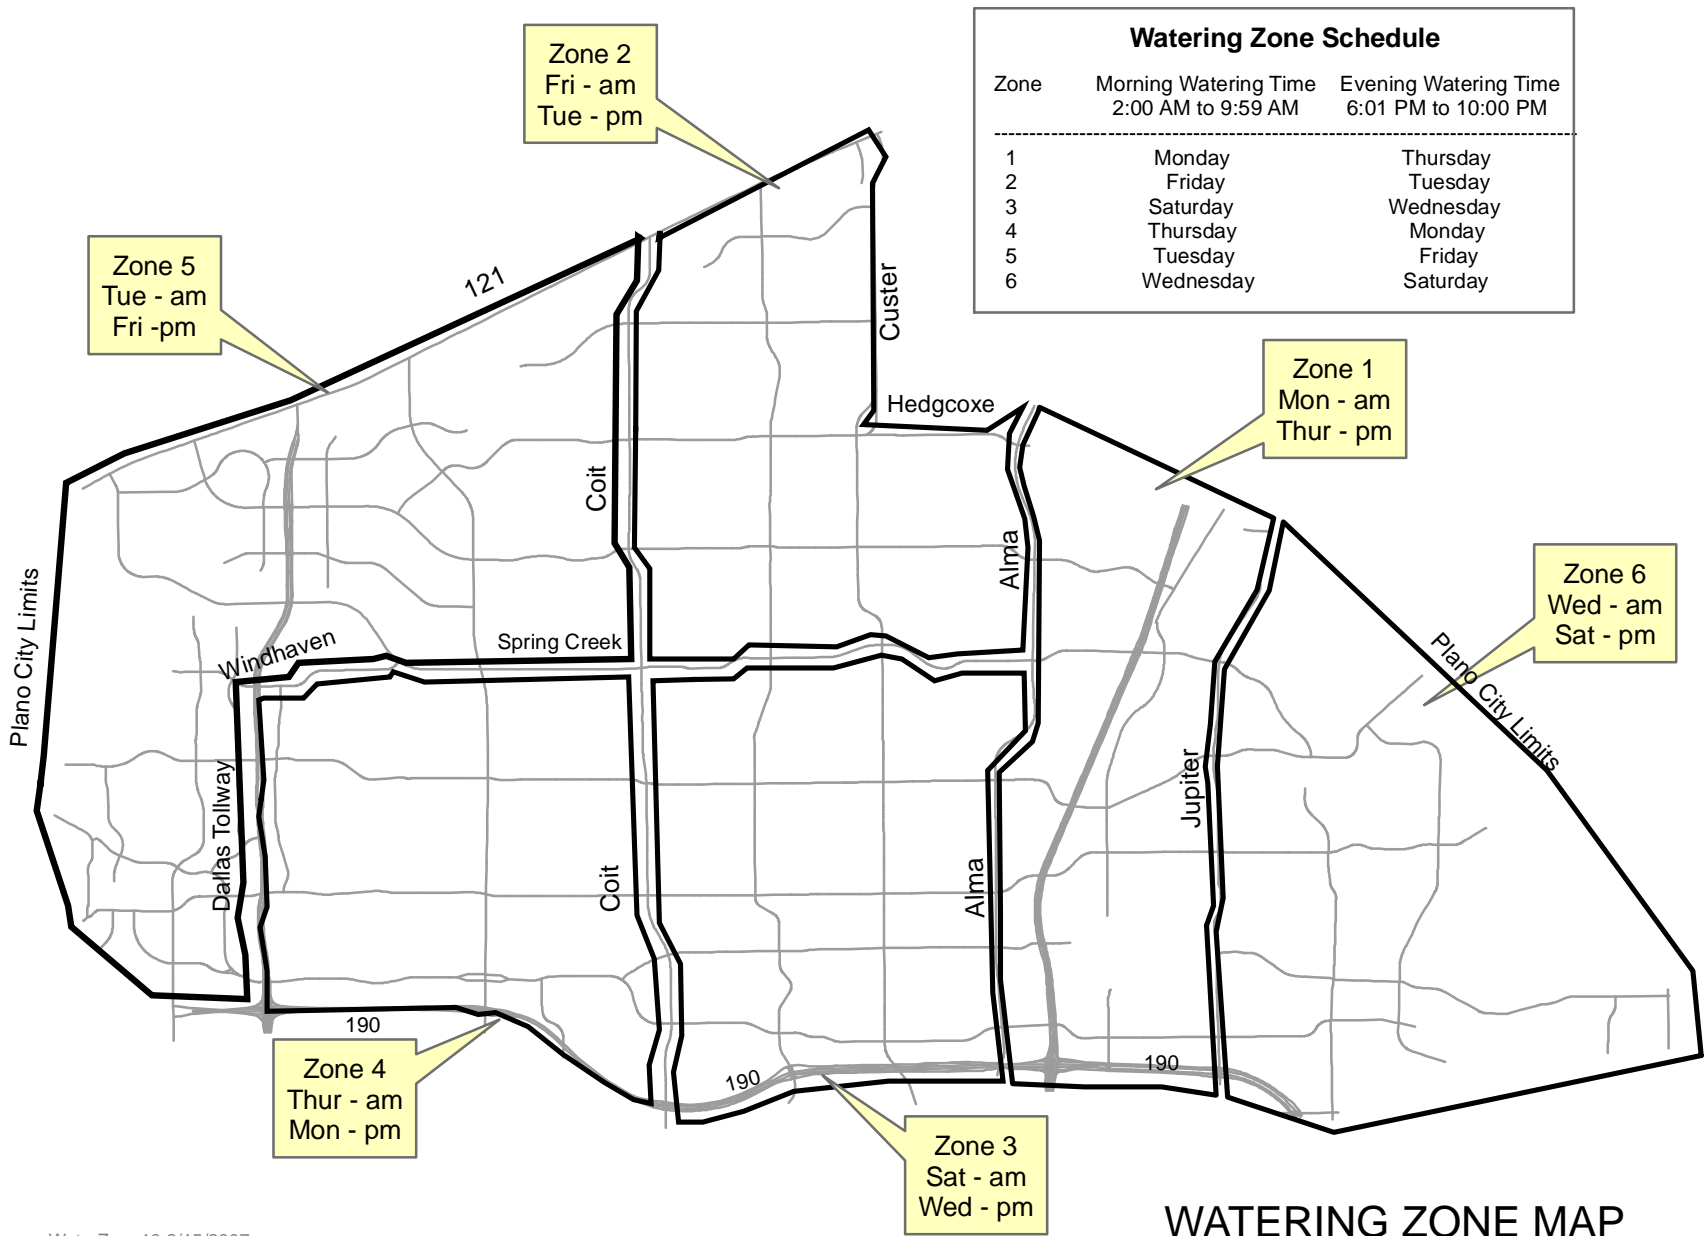 Watering Zone Schedule
Zone Morning Watering Time Evening Watering Time
2:00 AM to 9:59 AM 6:01 PM to 10:00 PM
1 Monday Thursday
2 Friday Tuesday
3 Saturday Wednesday
4 Thursday Monday
5 Tuesday Friday
6 Wednesday Saturday
Zone 2
Fri - am
Tue - pm
Zone 5
Tue - am
Fri -pm
121
Custer
Hedgcoxe
Zone 1
Mon - am
Thur - pm
Coit
Alma
Zone 6
Wed - am
Sat - pm
Plano City Limits
Windhaven
Spring Creek
Plano City Limits
Dallas Tollway
Jupiter
Coit
Alma
190
190
190
Zone 4
Thur - am
Mon - pm
Zone 3
Sat - am
Wed - pm
WATERING ZONE MAP